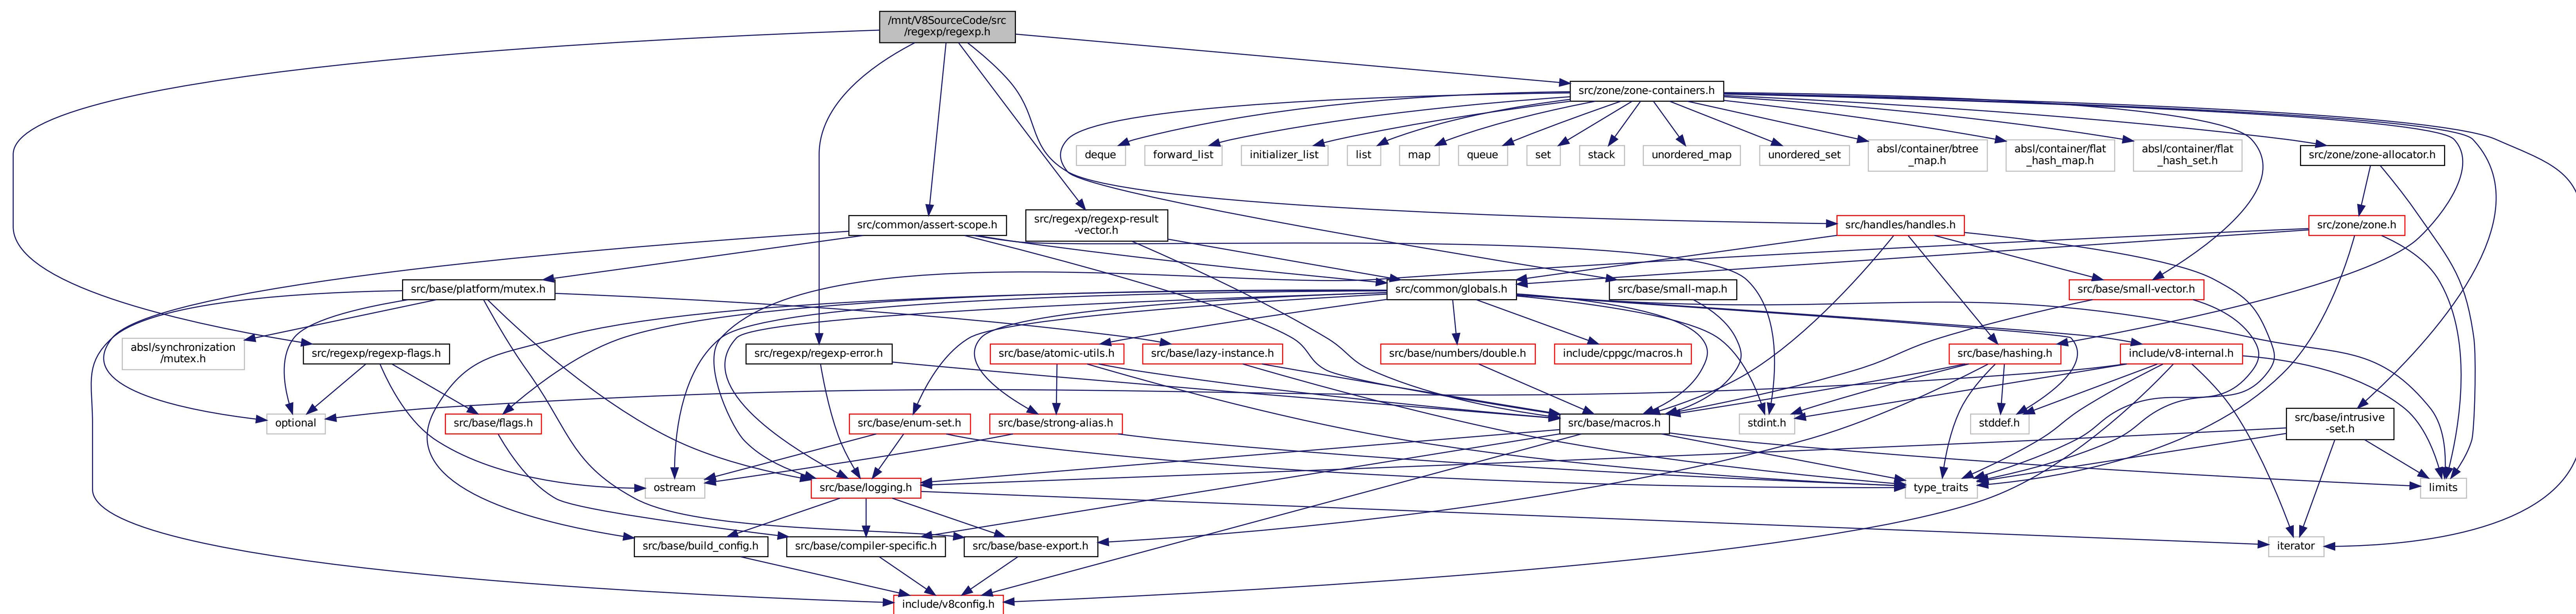 /mnt/V8SourceCode/src
/regexp/regexp.h
src/zone/zone-containers.h
deque
forward_list
initializer_list
list
map
queue
set
stack
unordered_map
unordered_set
absl/container/btree
_map.h
absl/container/flat
_hash_map.h
absl/container/flat
_hash_set.h
src/zone/zone-allocator.h
src/common/assert-scope.h
src/regexp/regexp-result
-vector.h
src/handles/handles.h
src/zone/zone.h
src/base/platform/mutex.h
src/common/globals.h
src/base/small-map.h
src/base/small-vector.h
absl/synchronization
/mutex.h
src/regexp/regexp-flags.h
src/regexp/regexp-error.h
src/base/atomic-utils.h
src/base/lazy-instance.h
src/base/numbers/double.h
include/cppgc/macros.h
src/base/hashing.h
include/v8-internal.h
optional
src/base/flags.h
src/base/enum-set.h
src/base/strong-alias.h
src/base/macros.h
stdint.h
stddef.h
src/base/intrusive
-set.h
ostream
src/base/logging.h
type_traits
limits
src/base/build_config.h
src/base/compiler-specific.h
src/base/base-export.h
iterator
include/v8config.h